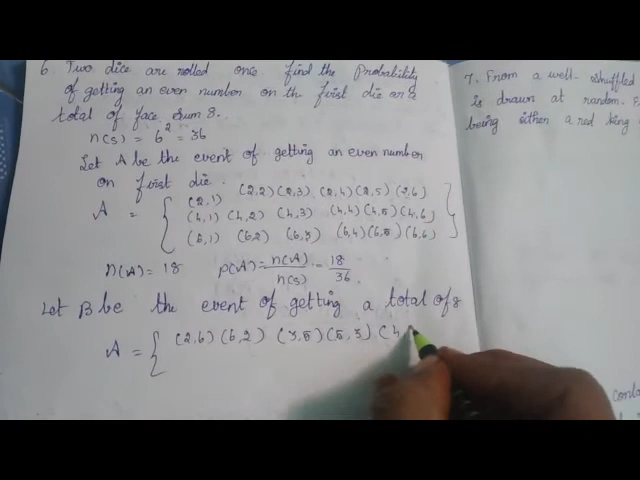 6. Two dice are rolled once. find the Probability
of getting an even number on the first die or a
total of face sum 8.
n(S) = 6² = 36
Let A be the event of getting an even number
on first die.
A = { (2,1) (2,2) (2,3) (2,4) (2,5) (2,6)
(4,1) (4,2) (4,3) (4,4) (4,5) (4,6)
(6,1) (6,2) (6,3) (6,4) (6,5) (6,6) }
n(A) = 18 P(A) = n(A)/n(S) = 18/36
Let B be the event of getting a total of 8
A = { (2,6) (6,2) (3,5) (5,3) (4,
7. From a well-shuffled
is drawn at random.
being either a red king